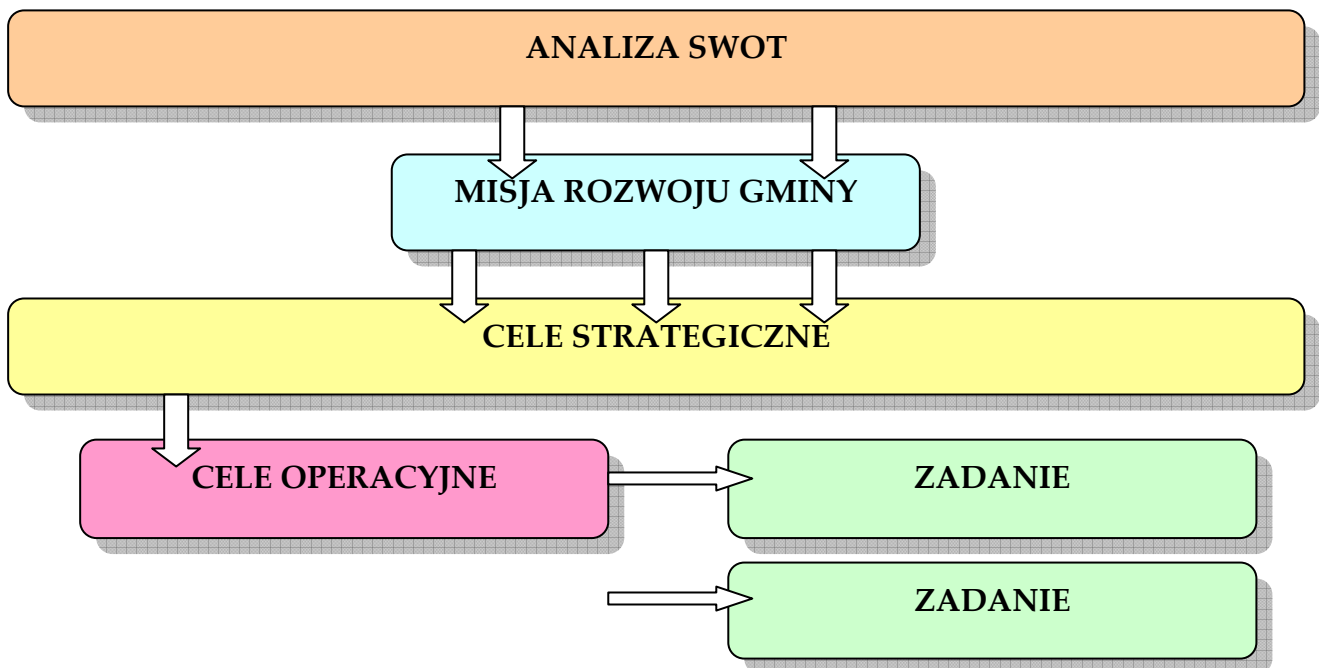 ANALIZA SWOT
MISJA ROZWOJU GMINY
CELE STRATEGICZNE
CELE OPERACYJNE
ZADANIE
ZADANIE